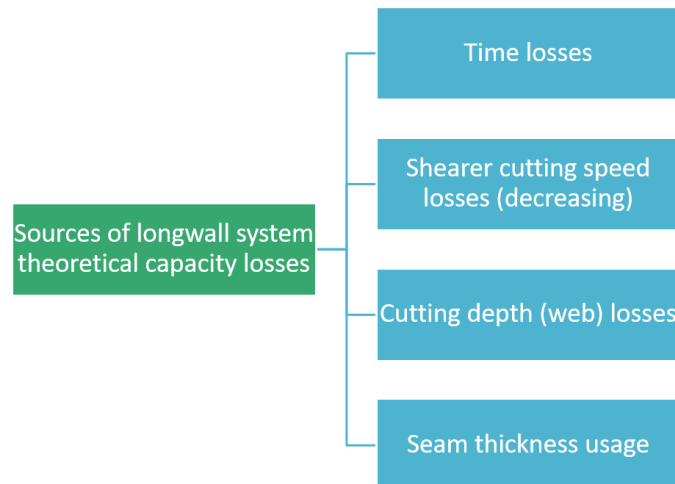 Time losses
Shearer cutting speed
losses (decreasing)
Sources of longwall system
theoretical capacity losses
Cutting depth (web) losses
Seam thickness usage